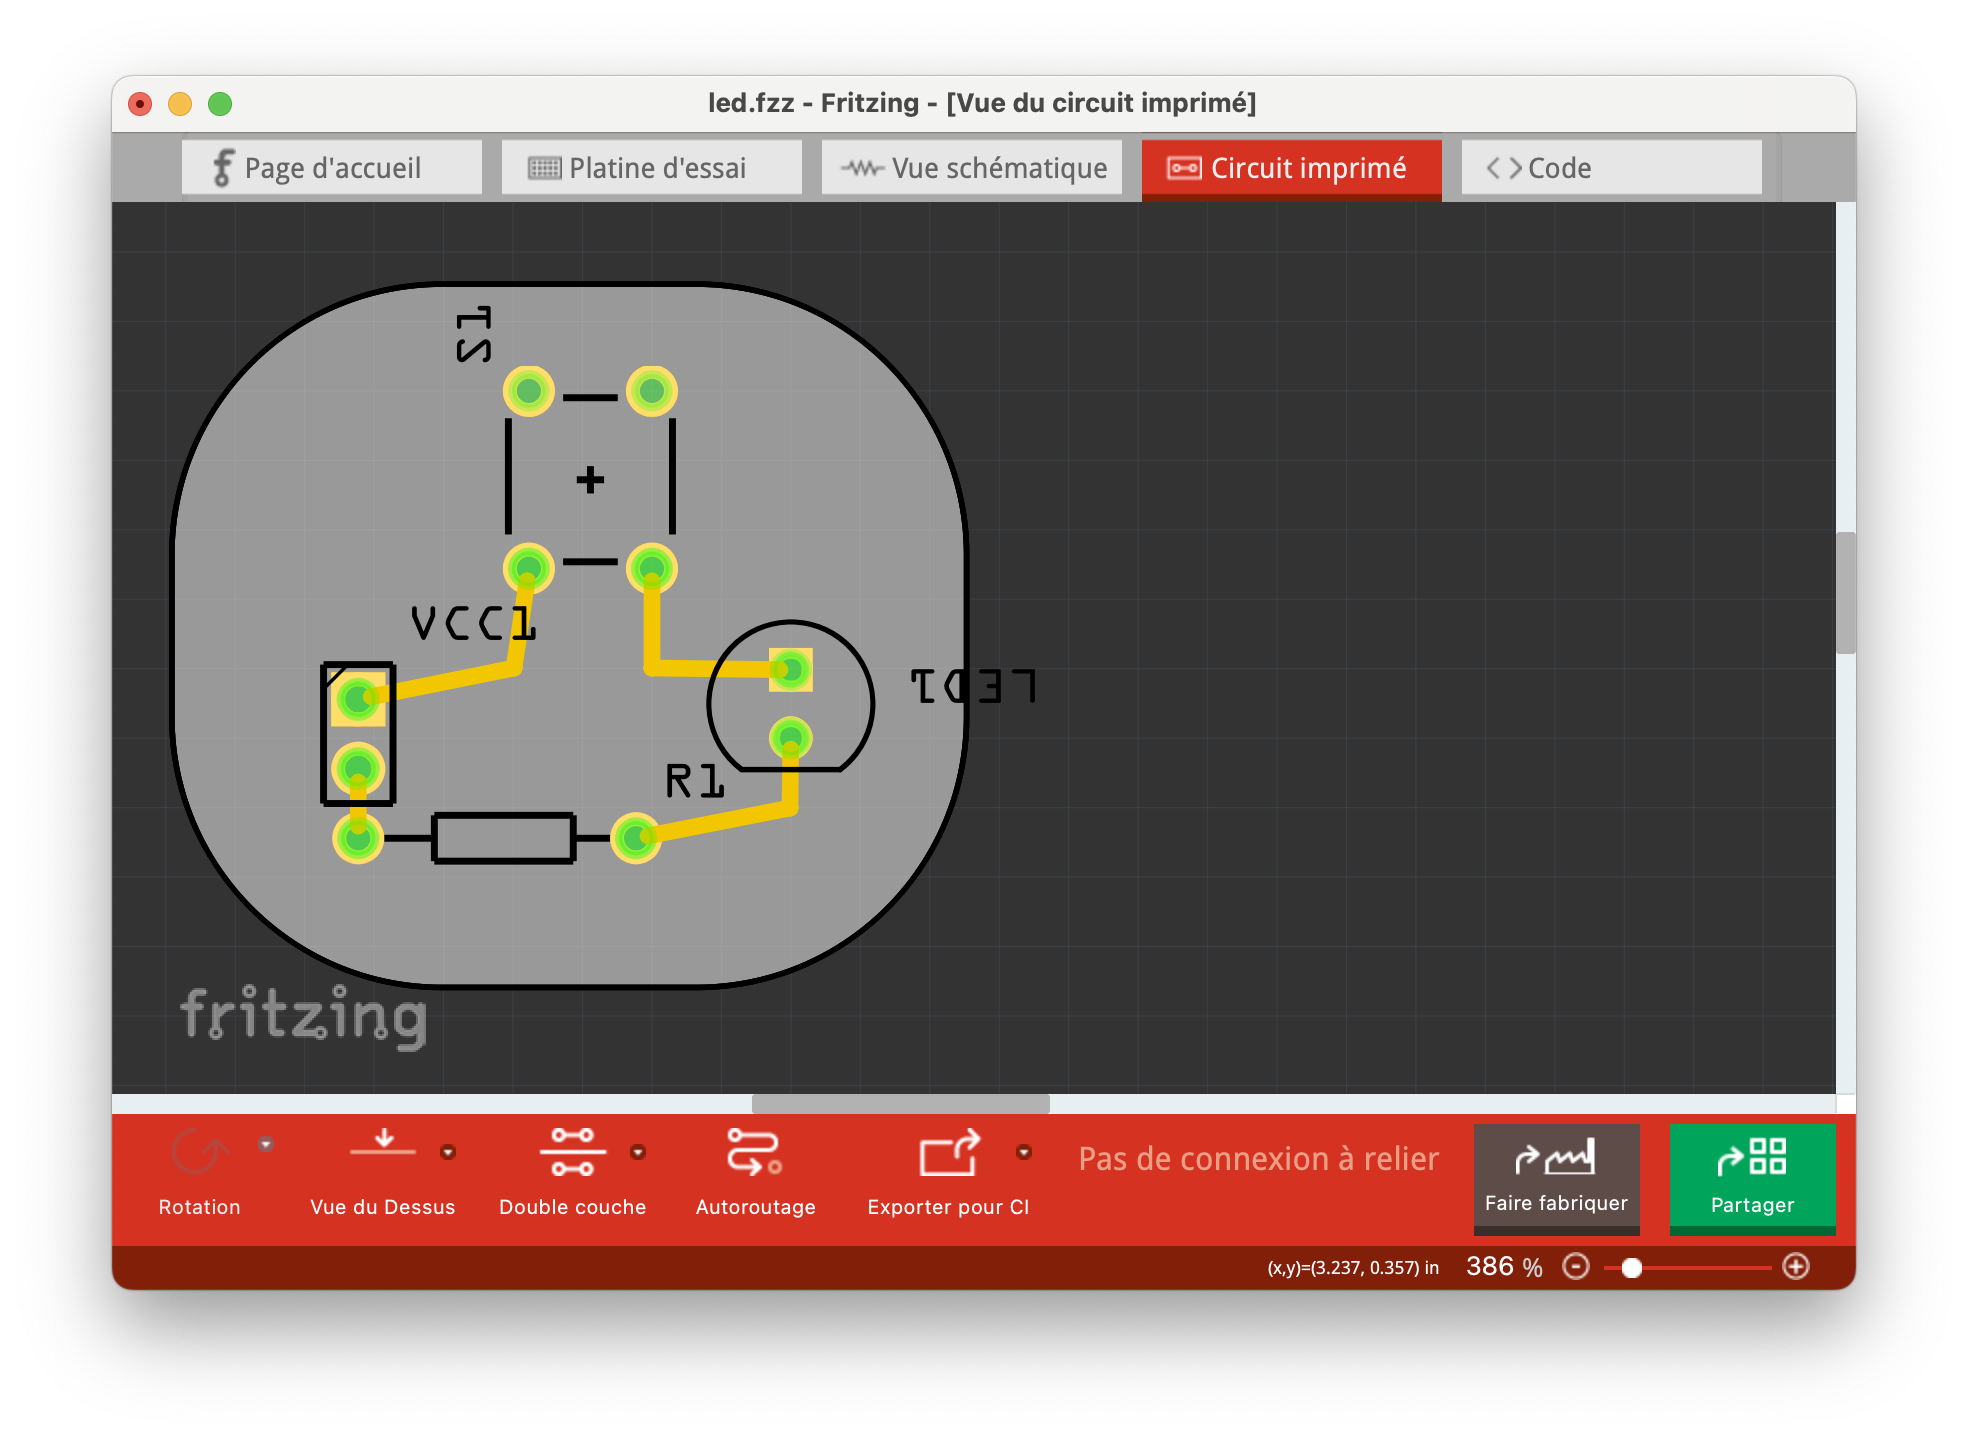 led.fzz - Fritzing - [Vue du circuit imprimé]
Page d'accueil
Platine d'essai
Vue schématique
Circuit imprimé
Code
S1
VCC1
LED1
R1
fritzing
Rotation
Vue du Dessus
Double couche
Autoroutage
Exporter pour CI
Pas de connexion à relier
Faire fabriquer
Partager
(x,y)=(3.237, 0.357) in
386 %